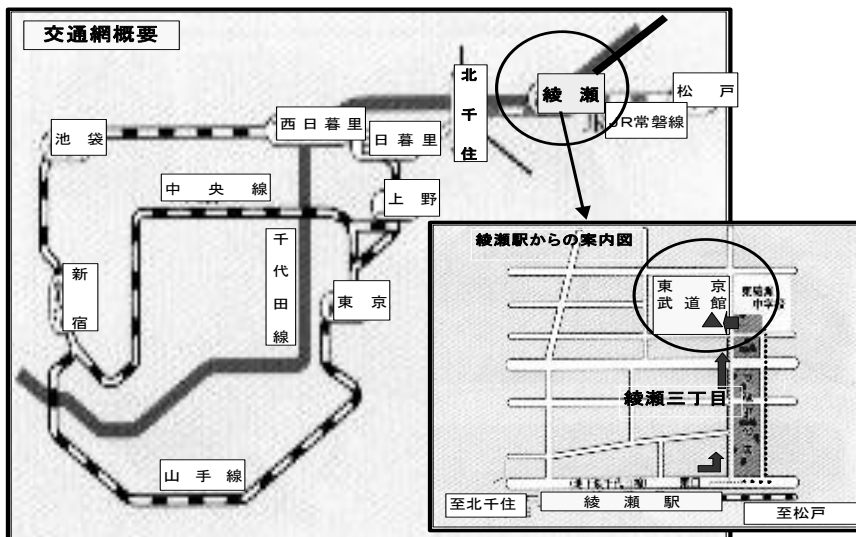 交通網概要
北千住
綾瀬
松戸
JR常磐線
池袋
西日暮里
日暮里
中央線
上野
千代田線
新宿
東京
山手線
綾瀬駅からの案内図
東京
武道館
綾瀬三丁目
至北千住
綾瀬駅
至松戸